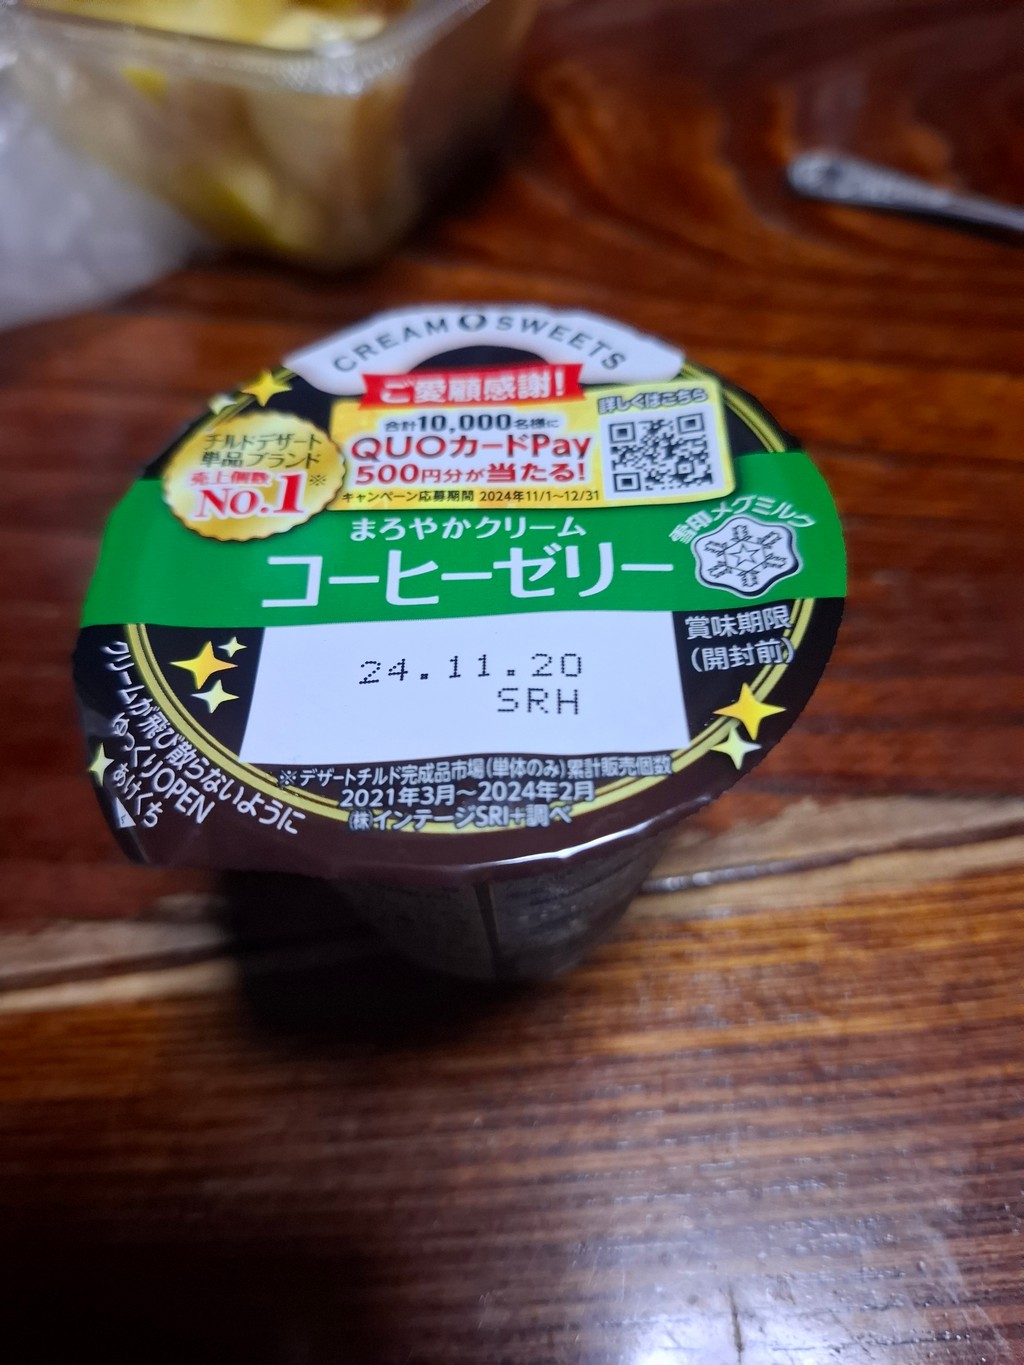 CREAM SWEETS
ご愛顧感謝!
詳しくはこちら
合計10,000名様に
QUOカードPay
500円分が当たる!
キャンペーン応募期間 2024年11/1~12/31
チルドデザート
単品ブランド
売上個数※
No.1
まろやかクリーム
コーヒーゼリー
雪印メグミルク
賞味期限
(開封前)
24.11.20
SRH
※デザートチルド完成品市場(単体のみ)累計販売個数
2021年3月~2024年2月
(株)インテージSRI+調べ
クリームが飛び散らないように
ゆっくりOPEN
あけくち